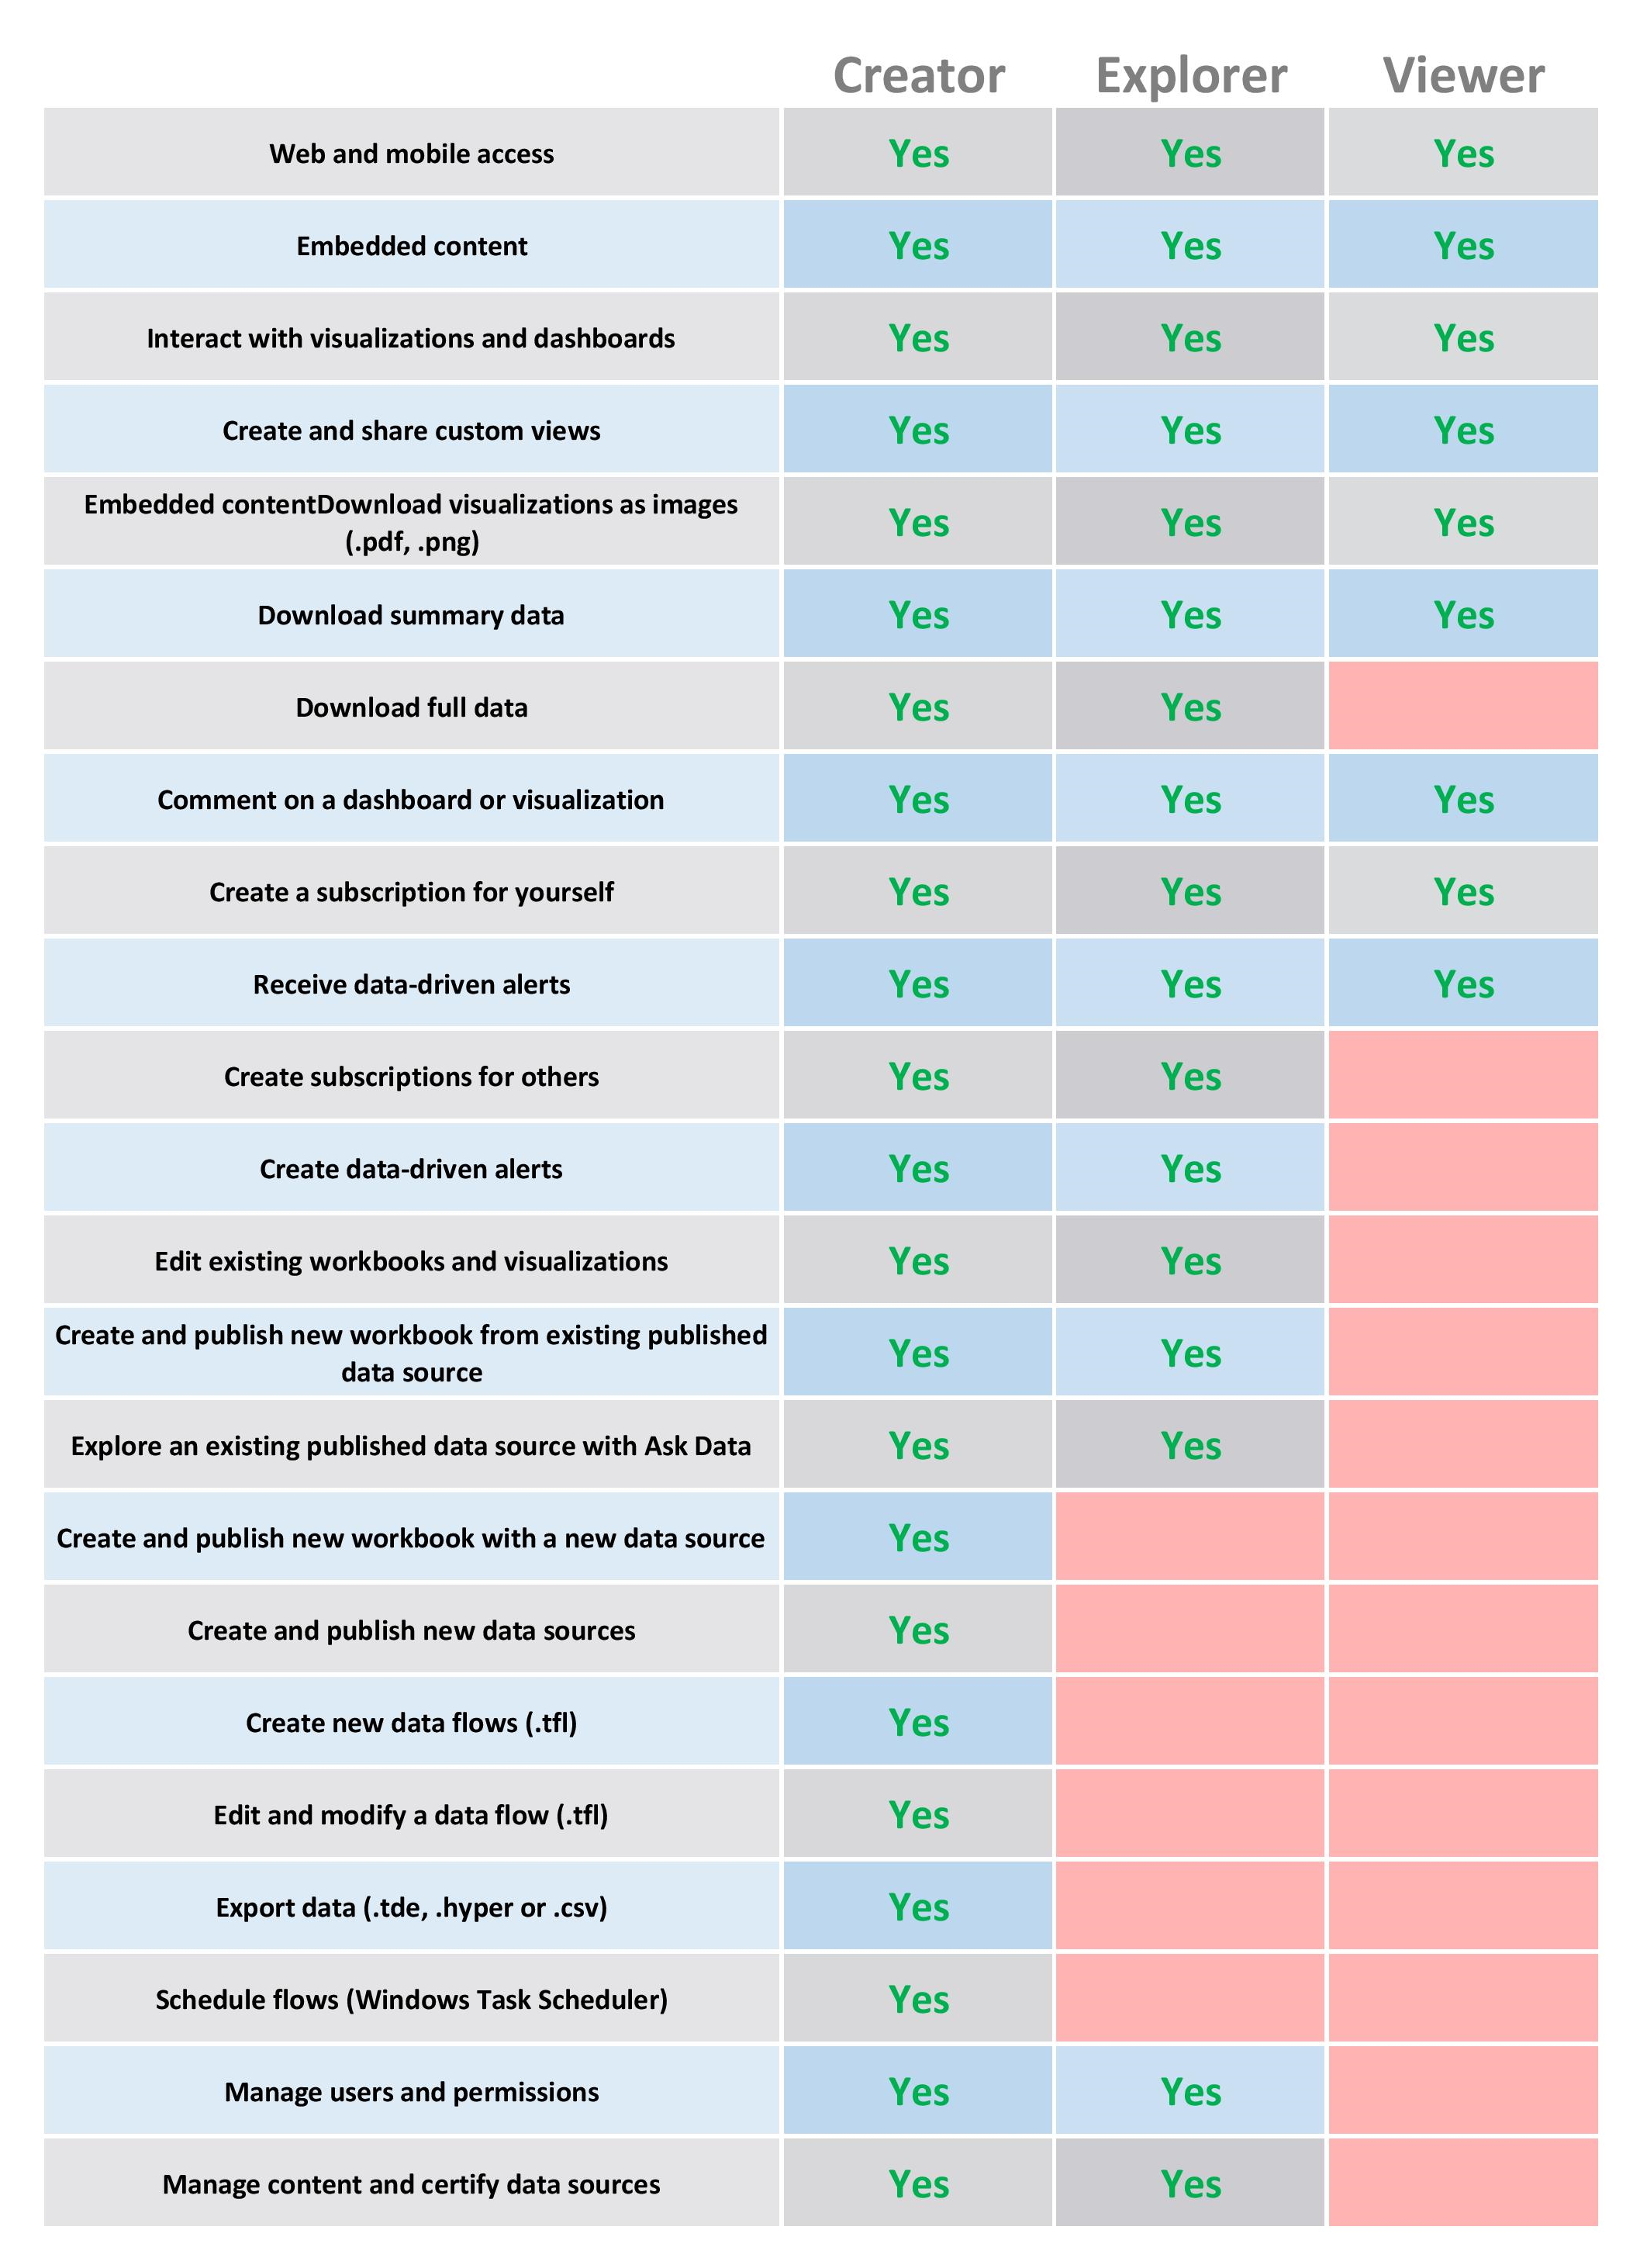 Creator Explorer Viewer
Web and mobile access Yes Yes Yes
Embedded content Yes Yes Yes
Interact with visualizations and dashboards Yes Yes Yes
Create and share custom views Yes Yes Yes
Embedded contentDownload visualizations as images
(.pdf, .png) Yes Yes Yes
Download summary data Yes Yes Yes
Download full data Yes Yes
Comment on a dashboard or visualization Yes Yes Yes
Create a subscription for yourself Yes Yes Yes
Receive data-driven alerts Yes Yes Yes
Create subscriptions for others Yes Yes
Create data-driven alerts Yes Yes
Edit existing workbooks and visualizations Yes Yes
Create and publish new workbook from existing published
data source Yes Yes
Explore an existing published data source with Ask Data Yes Yes
Create and publish new workbook with a new data source Yes
Create and publish new data sources Yes
Create new data flows (.tfl) Yes
Edit and modify a data flow (.tfl) Yes
Export data (.tde, .hyper or .csv) Yes
Schedule flows (Windows Task Scheduler) Yes
Manage users and permissions Yes Yes
Manage content and certify data sources Yes Yes